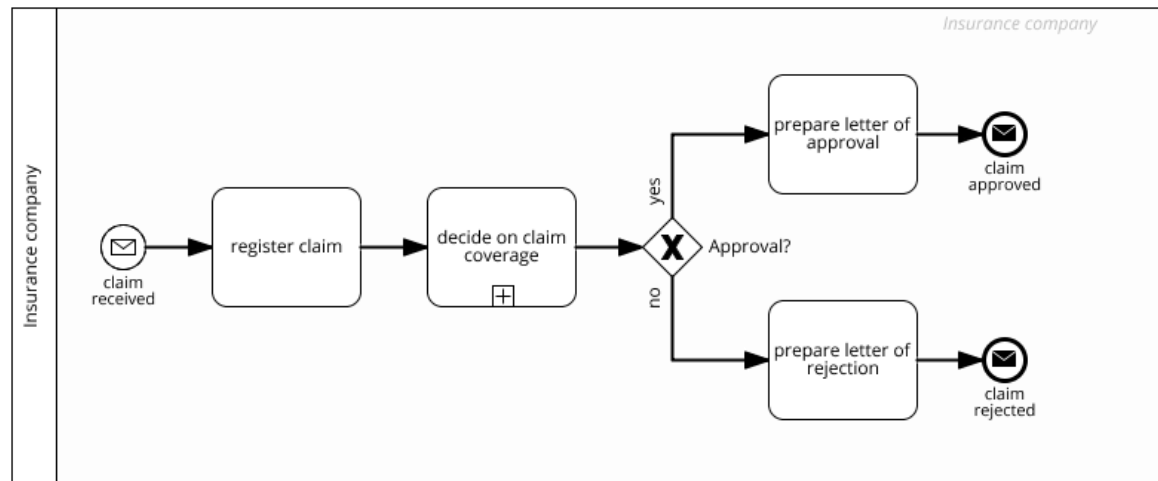 Insurance company
Insurance company
claim
received
register claim
decide on claim
coverage
Approval?
yes
no
prepare letter of
approval
claim
approved
prepare letter of
rejection
claim
rejected